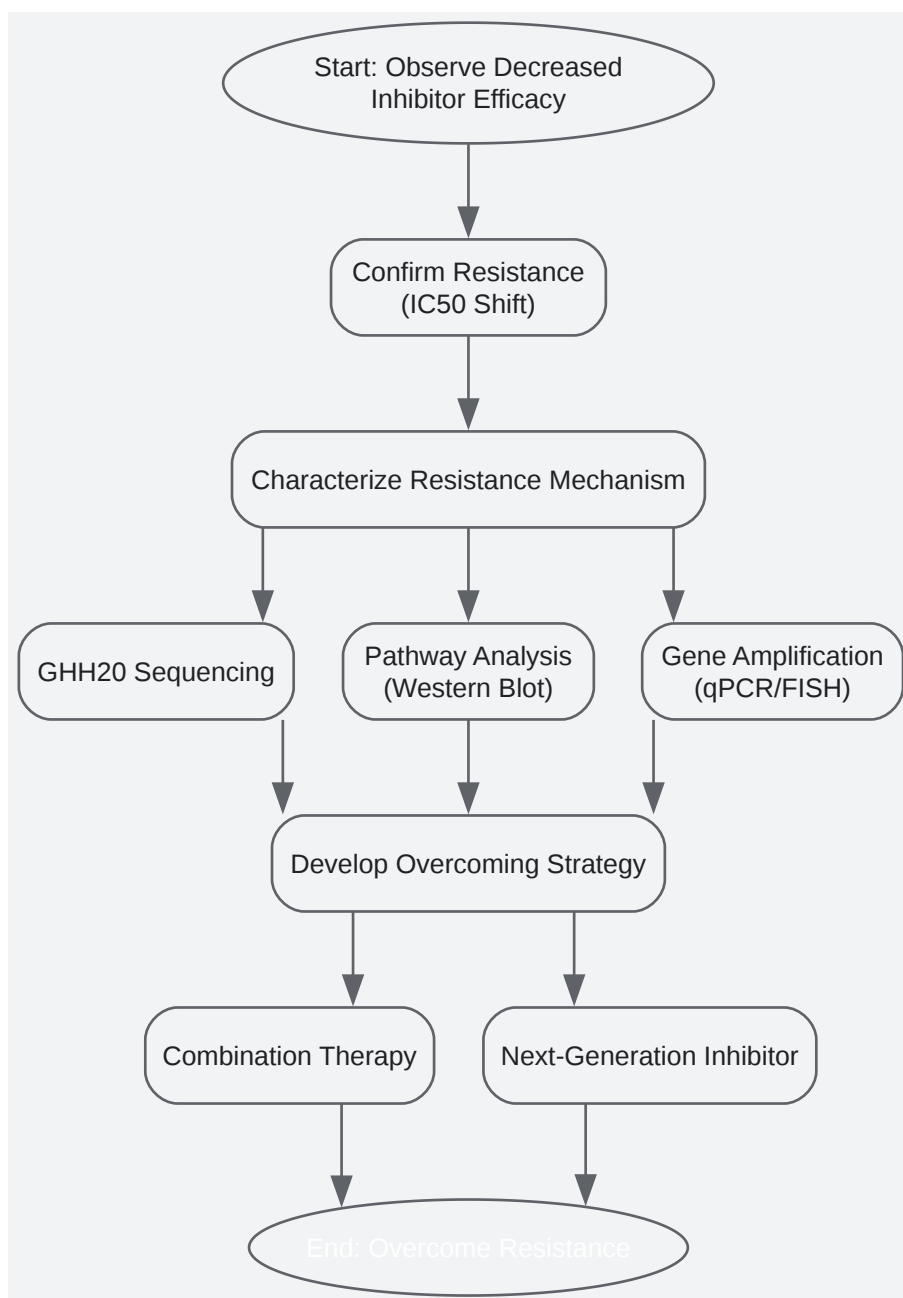 Start: Observe Decreased
Inhibitor Efficacy
Confirm Resistance
(IC50 Shift)
Characterize Resistance Mechanism
GHH20 Sequencing
Pathway Analysis
(Western Blot)
Gene Amplification
(qPCR/FISH)
Develop Overcoming Strategy
Combination Therapy
Next-Generation Inhibitor
End: Overcome Resistance